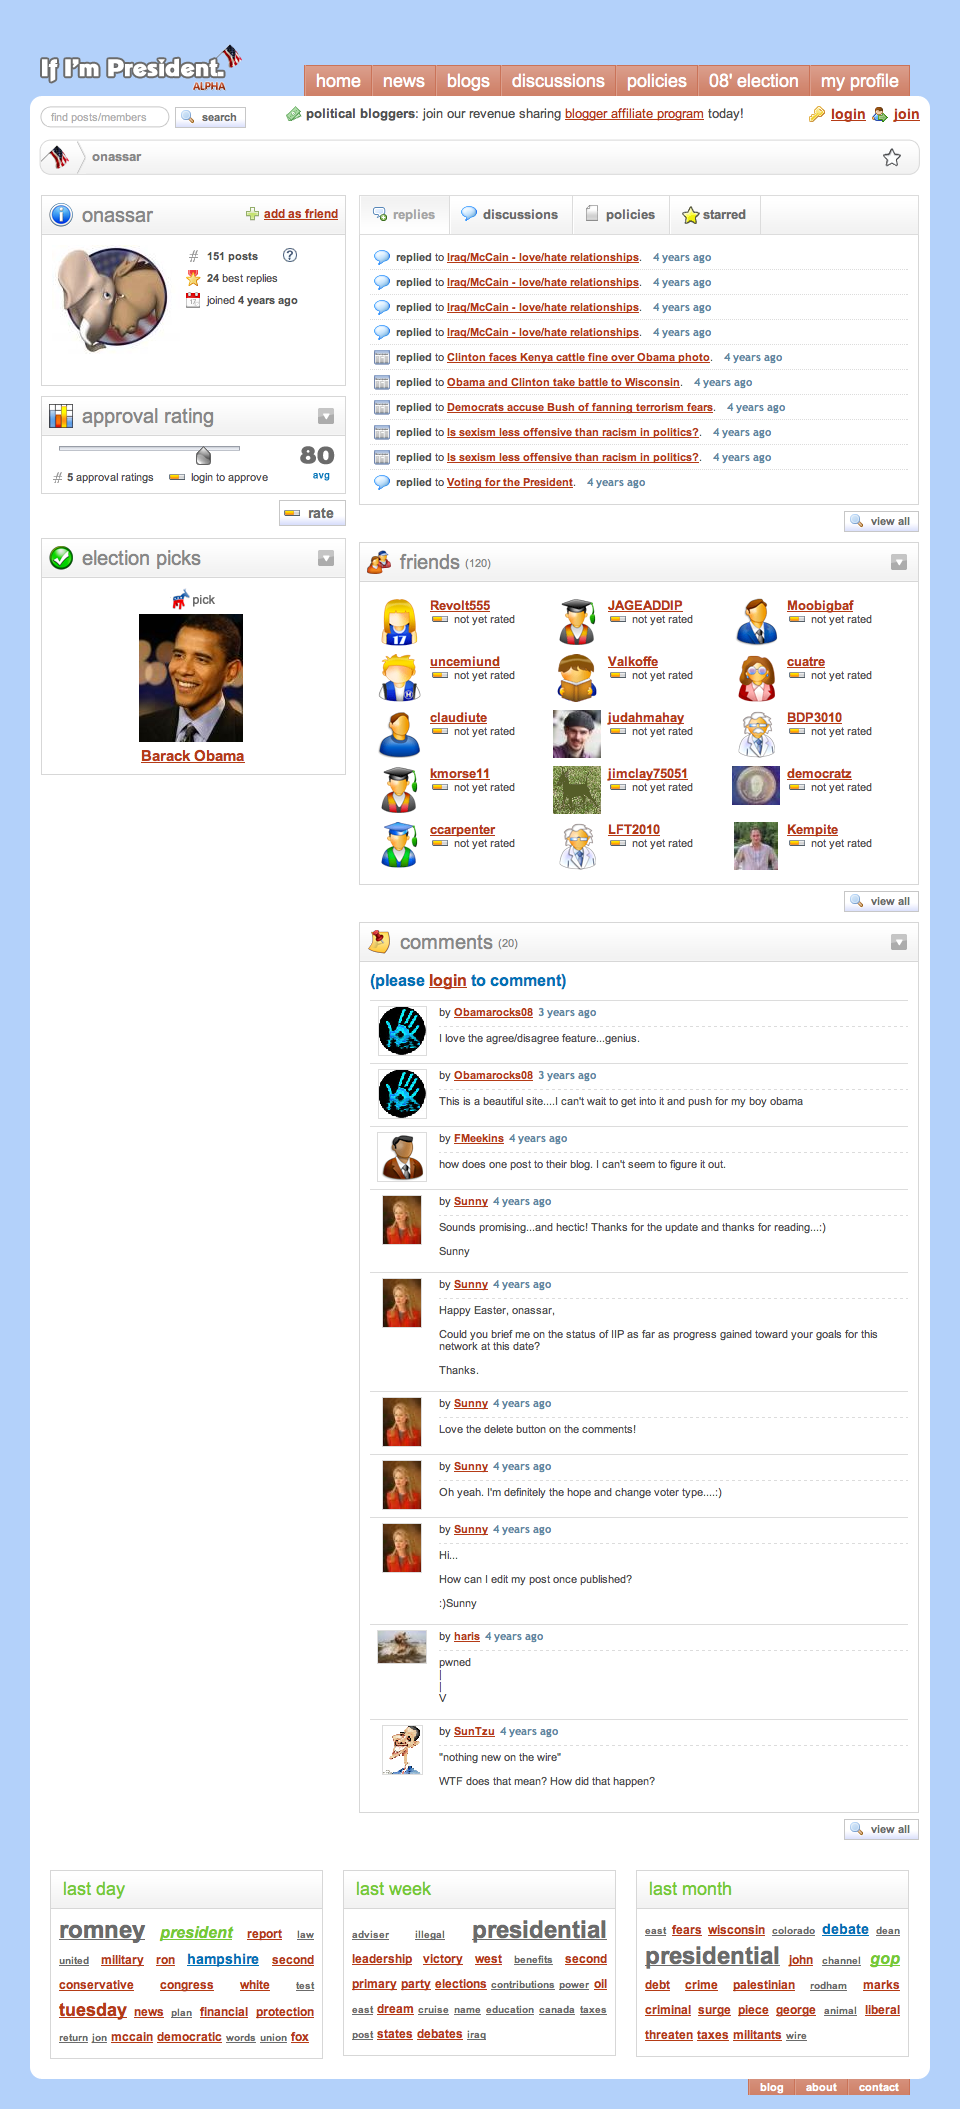 If I'm President.
ALPHA
home news blogs discussions policies 08' election my profile
find posts/members search political bloggers: join our revenue sharing blogger affiliate program today! login join
onassar
onassar add as friend
# 151 posts ?
24 best replies
joined 4 years ago
approval rating
80
avg
# 5 approval ratings login to approve
rate
election picks
pick
Barack Obama
replies discussions policies starred
replied to Iraq/McCain - love/hate relationships. 4 years ago
replied to Iraq/McCain - love/hate relationships. 4 years ago
replied to Iraq/McCain - love/hate relationships. 4 years ago
replied to Iraq/McCain - love/hate relationships. 4 years ago
replied to Clinton faces Kenya cattle fine over Obama photo. 4 years ago
replied to Obama and Clinton take battle to Wisconsin. 4 years ago
replied to Democrats accuse Bush of fanning terrorism fears. 4 years ago
replied to Is sexism less offensive than racism in politics?. 4 years ago
replied to Is sexism less offensive than racism in politics?. 4 years ago
replied to Voting for the President. 4 years ago
view all
friends (120)
Revolt555 JAGEADDIP Moobigbaf
not yet rated not yet rated not yet rated
uncemiund Valkoffe cuatre
not yet rated not yet rated not yet rated
claudiute judahmahay BDP3010
not yet rated not yet rated not yet rated
kmorse11 jimclay75051 democratz
not yet rated not yet rated not yet rated
ccarpenter LFT2010 Kempite
not yet rated not yet rated not yet rated
view all
comments (20)
(please login to comment)
by Obamarocks08 3 years ago
I love the agree/disagree feature...genius.
by Obamarocks08 3 years ago
This is a beautiful site....I can't wait to get into it and push for my boy obama
by FMeekins 4 years ago
how does one post to their blog. I can't seem to figure it out.
by Sunny 4 years ago
Sounds promising...and hectic! Thanks for the update and thanks for reading...:)
Sunny
by Sunny 4 years ago
Happy Easter, onassar,
Could you brief me on the status of IIP as far as progress gained toward your goals for this
network at this date?
Thanks.
by Sunny 4 years ago
Love the delete button on the comments!
by Sunny 4 years ago
Oh yeah. I'm definitely the hope and change voter type....:)
by Sunny 4 years ago
Hi...
How can I edit my post once published?
:)Sunny
by haris 4 years ago
pwned
|
|
V
by SunTzu 4 years ago
"nothing new on the wire"
WTF does that mean? How did that happen?
view all
last day
romney president report law
united military ron hampshire second
conservative congress white test
tuesday news plan financial protection
return jon mccain democratic words union fox
last week
adviser illegal presidential
leadership victory west benefits second
primary party elections contributions power oil
east dream cruise name education canada taxes
post states debates iraq
last month
east fears wisconsin colorado debate dean
presidential john channel gop
debt crime palestinian rodham marks
criminal surge piece george animal liberal
threaten taxes militants wire
blog about contact